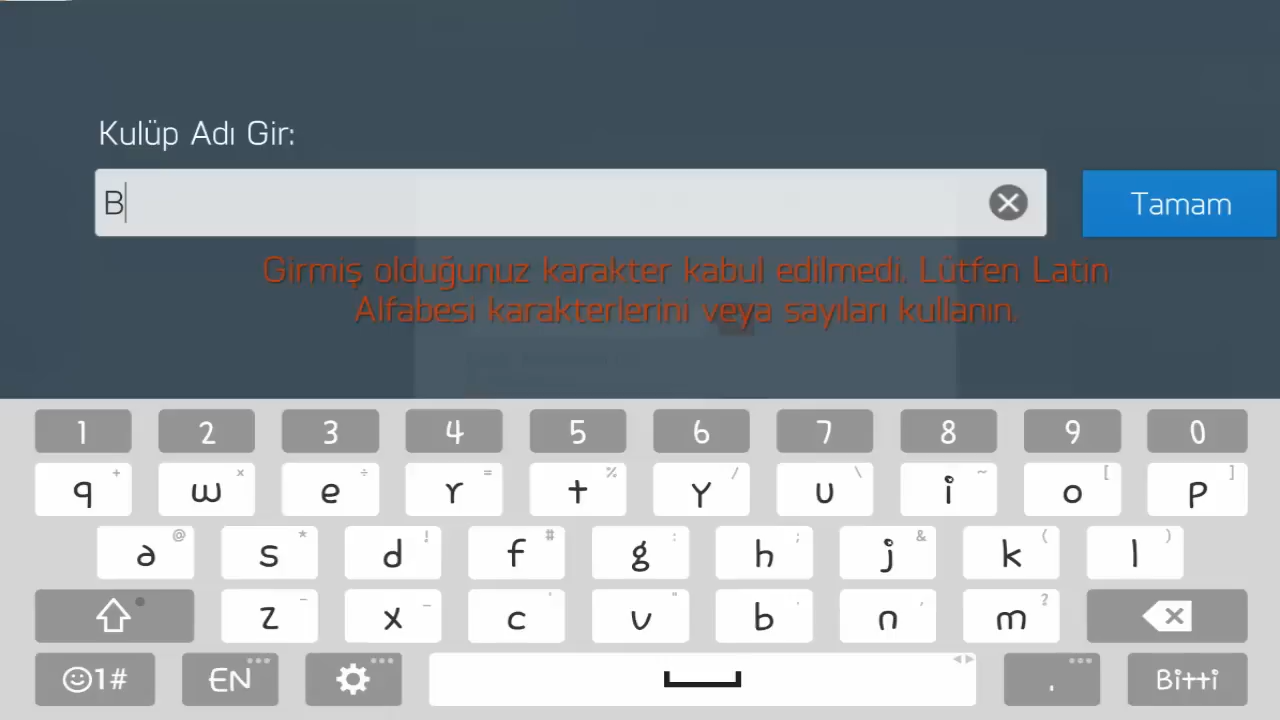 Kulüp Adı Gir:
B
Tamam
Girmiş olduğunuz karakter kabul edilmedi. Lütfen Latin
Alfabesi karakterlerini veya sayıları kullanın.
1 2 3 4 5 6 7 8 9 0
q + w × e ÷ r = t % y / u \ i ~ o [ p ]
a @ s * d ! f # g : h ; j & k ( l )
z - x _ c ' v " b . n , m ?
1# EN . Bitti